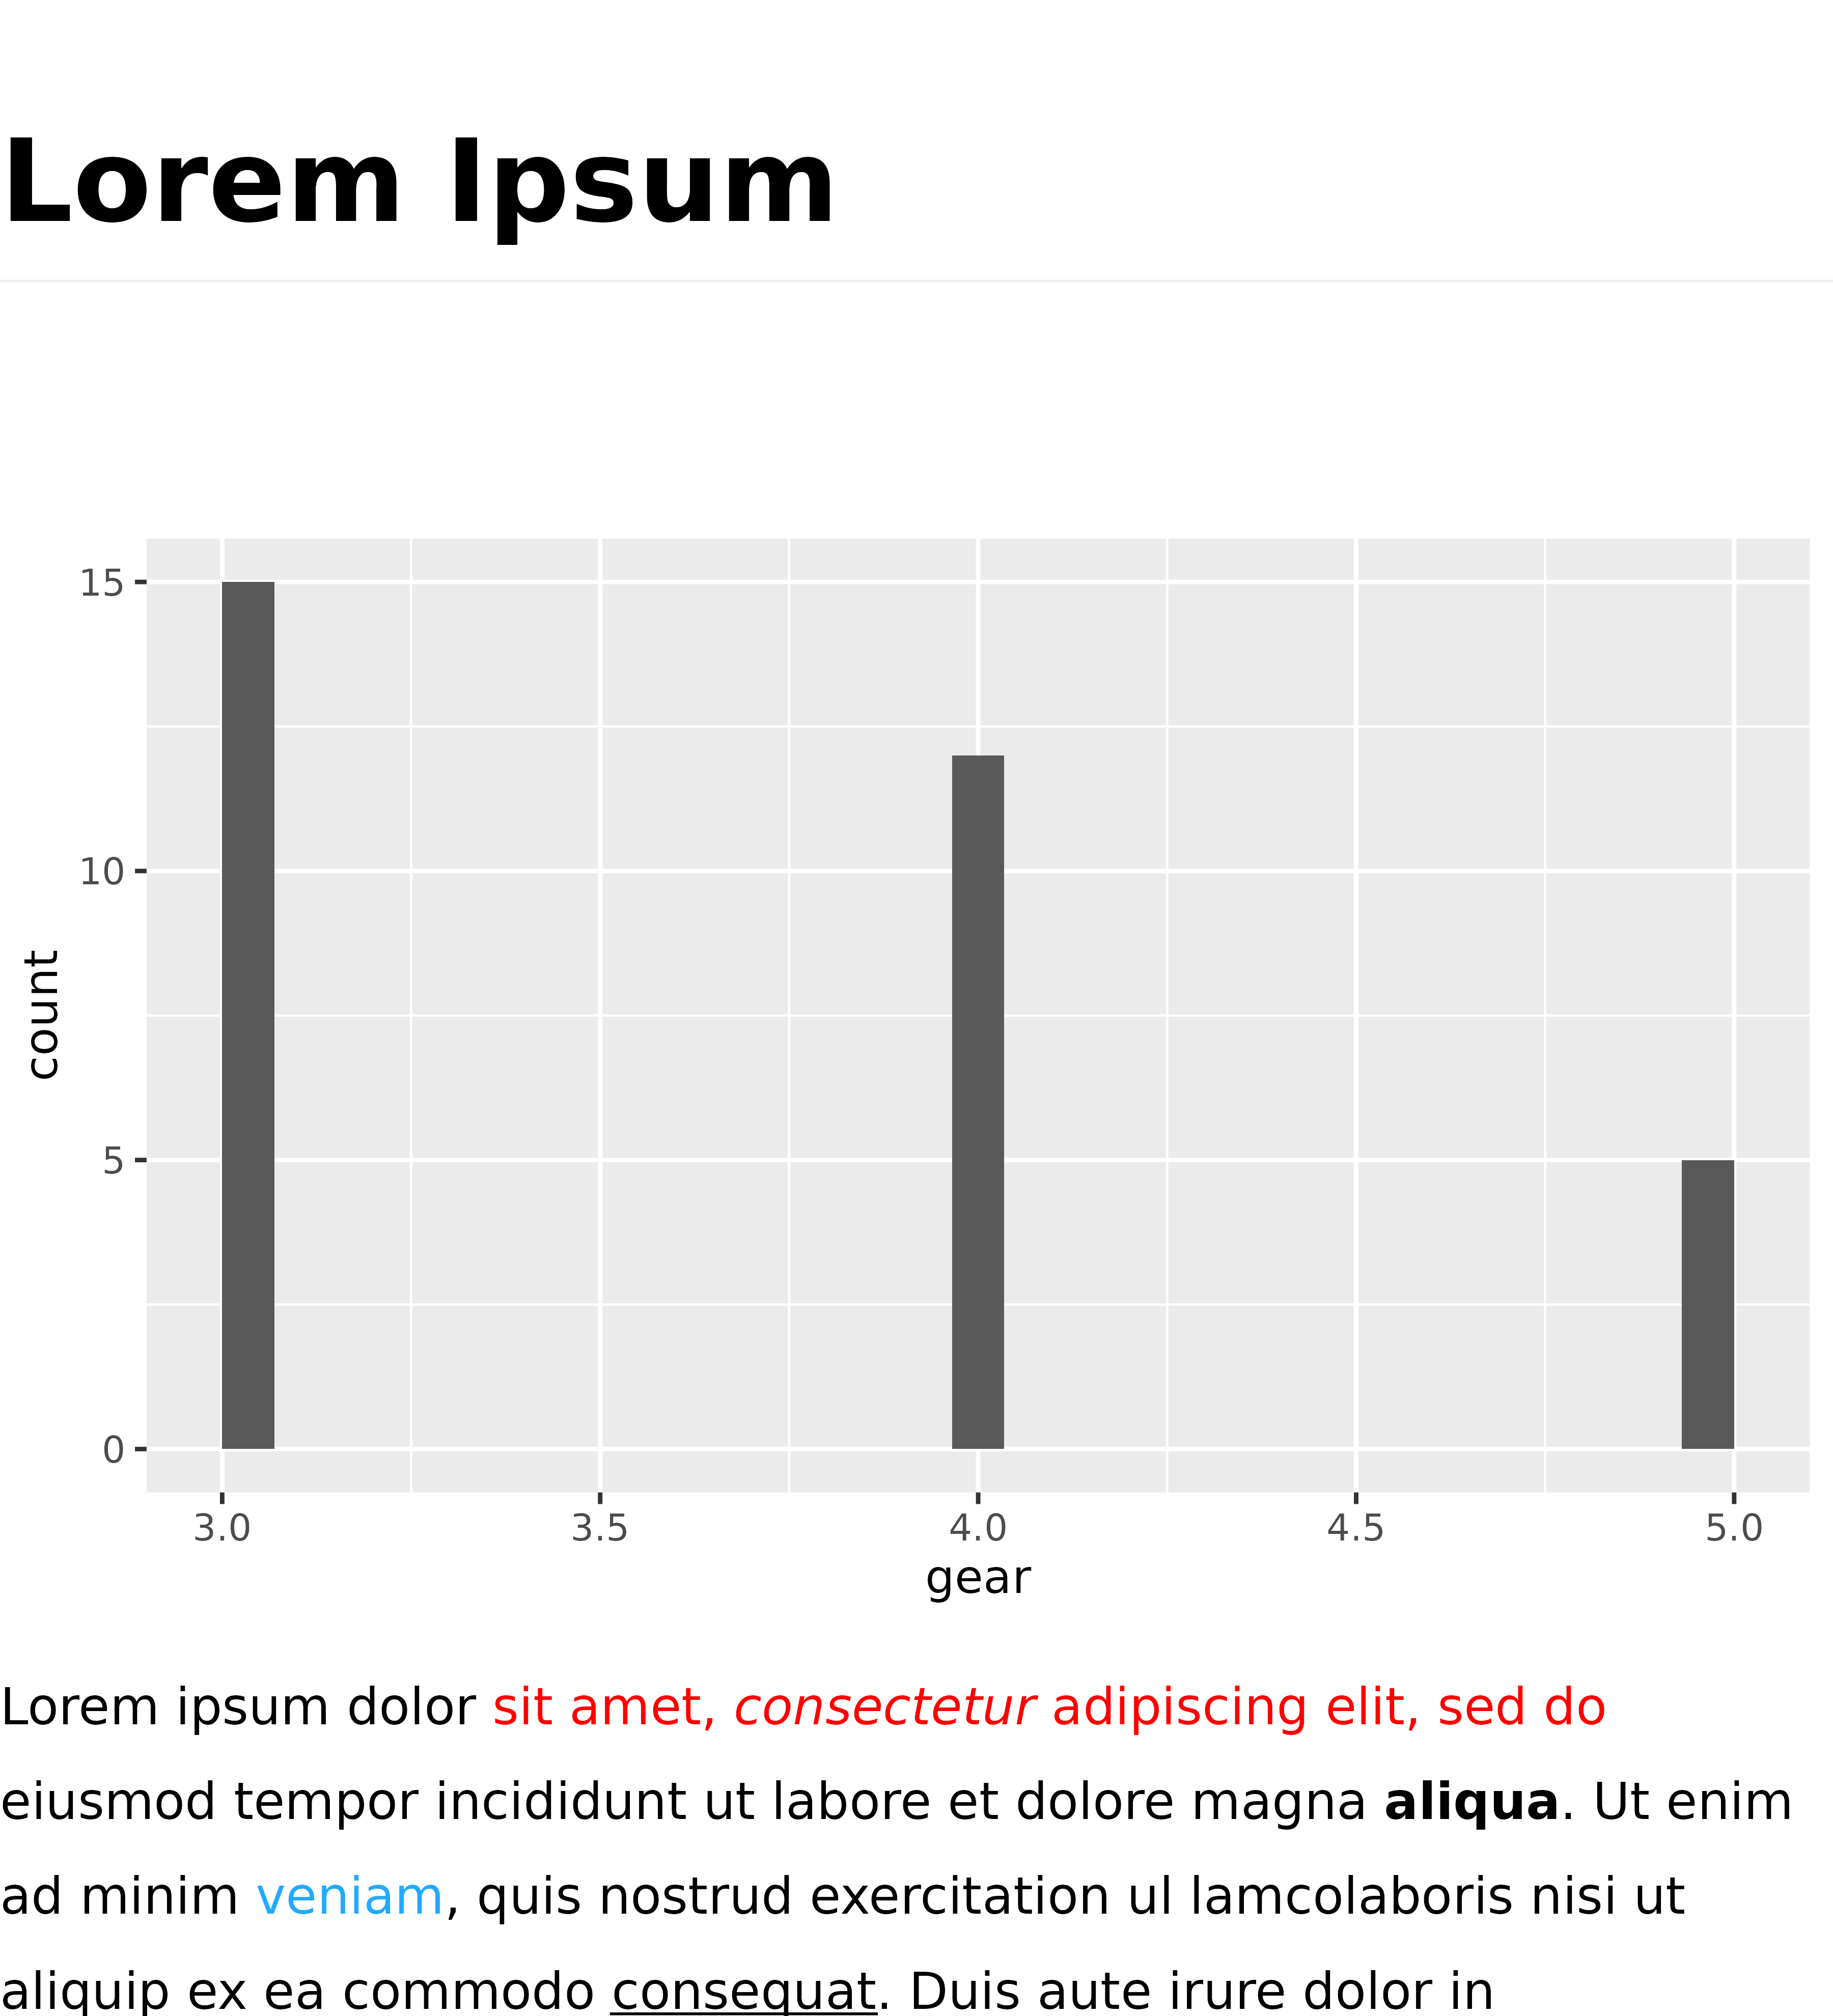 Lorem Ipsum
15
10
5
0
count
3.0 3.5 4.0 4.5 5.0
gear
Lorem ipsum dolor sit amet, consectetur adipiscing elit, sed do
eiusmod tempor incididunt ut labore et dolore magna aliqua. Ut enim
ad minim veniam, quis nostrud exercitation ul lamcolaboris nisi ut
aliquip ex ea commodo consequat. Duis aute irure dolor in